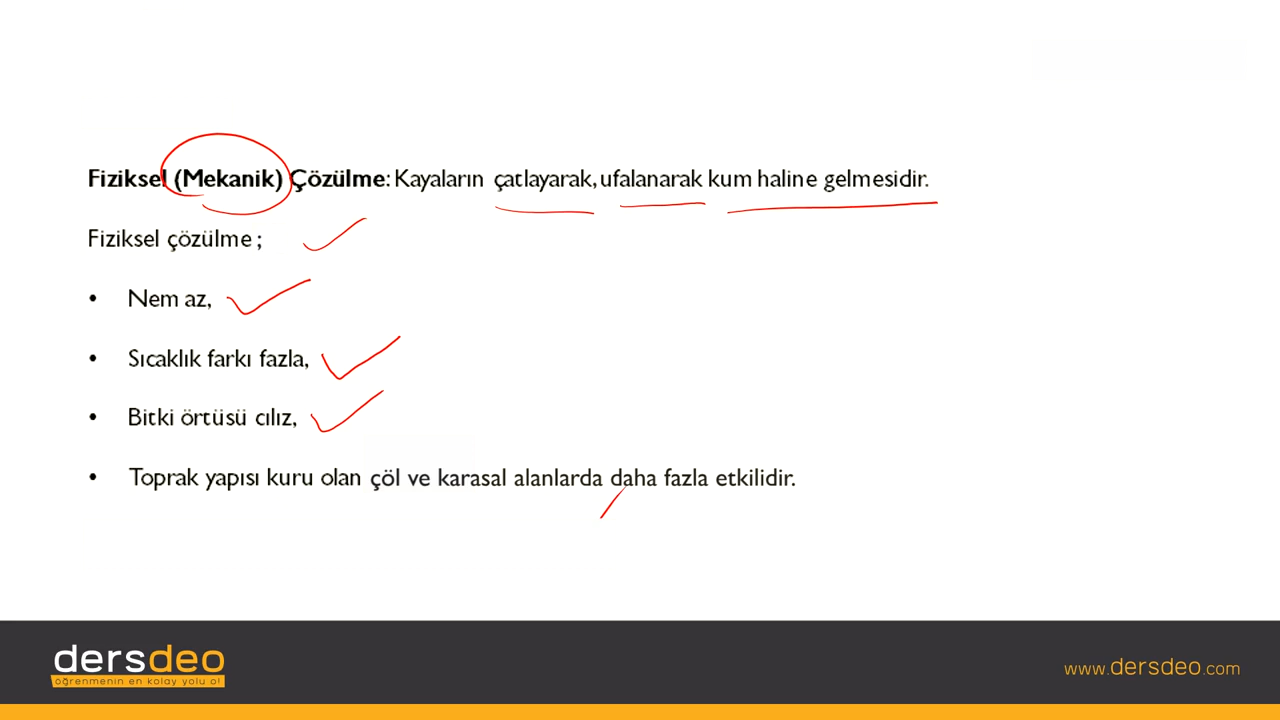 Fiziksel (Mekanik) Çözülme: Kayaların çatlayarak, ufalanarak kum haline gelmesidir.
Fiziksel çözülme ;
• Nem az,
• Sıcaklık farkı fazla,
• Bitki örtüsü cılız,
• Toprak yapısı kuru olan çöl ve karasal alanlarda daha fazla etkilidir.
dersdeo
öğrenmenin en kolay yolu o!
www.dersdeo.com